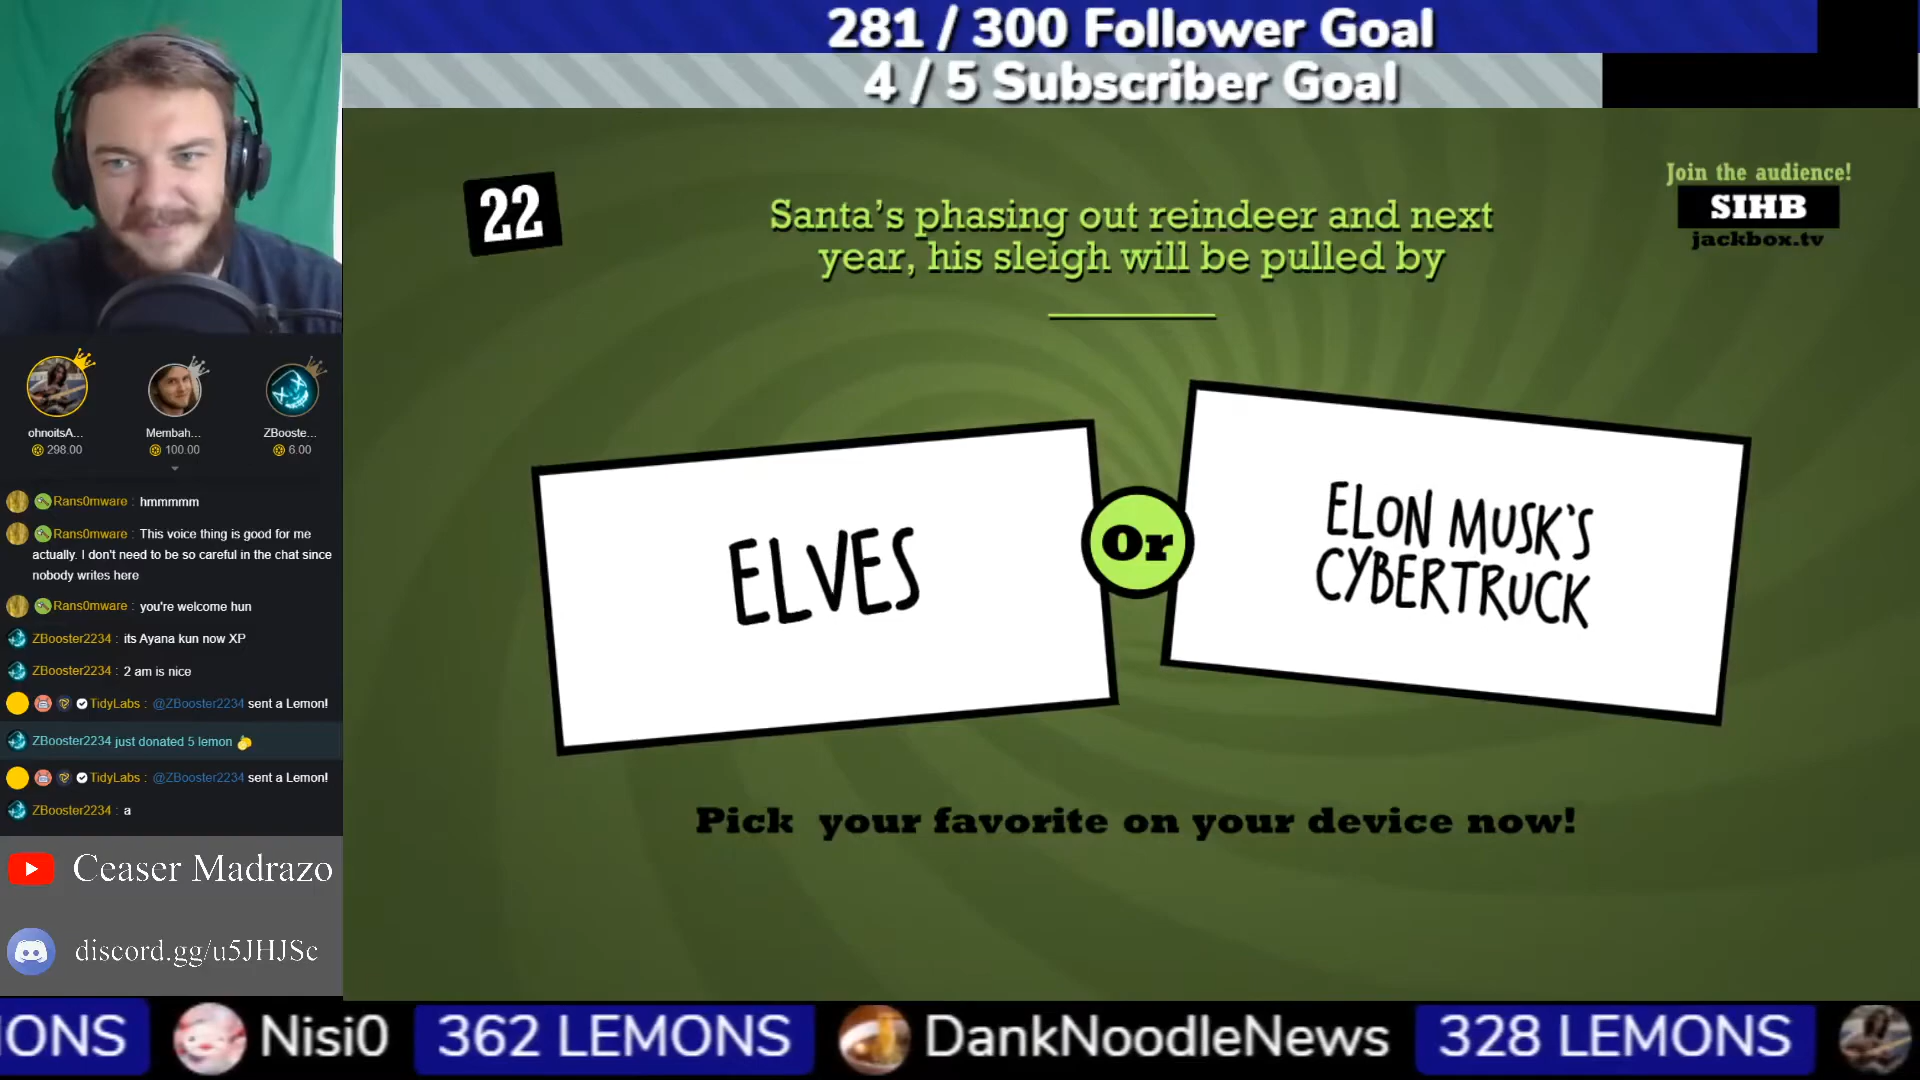 281 / 300 Follower Goal
4 / 5 Subscriber Goal
22
Santa's phasing out reindeer and next
year, his sleigh will be pulled by
Join the audience!
SIHB
jackbox.tv
ELVES
Or
ELON MUSK'S
CYBERTRUCK
Pick your favorite on your device now!
ohnoitsA...
298.00
Membah...
100.00
ZBooste...
6.00
Rans0mware : hmmmmm
Rans0mware : This voice thing is good for me
actually. I don't need to be so careful in the chat since
nobody writes here
Rans0mware : you're welcome hun
ZBooster2234 : its Ayana kun now XP
ZBooster2234 : 2 am is nice
TidyLabs : @ZBooster2234 sent a Lemon!
ZBooster2234 just donated 5 lemon 🍋
TidyLabs : @ZBooster2234 sent a Lemon!
ZBooster2234 : a
Ceaser Madrazo
discord.gg/u5JHJSc
IONS Nisi0 362 LEMONS DankNoodleNews 328 LEMONS